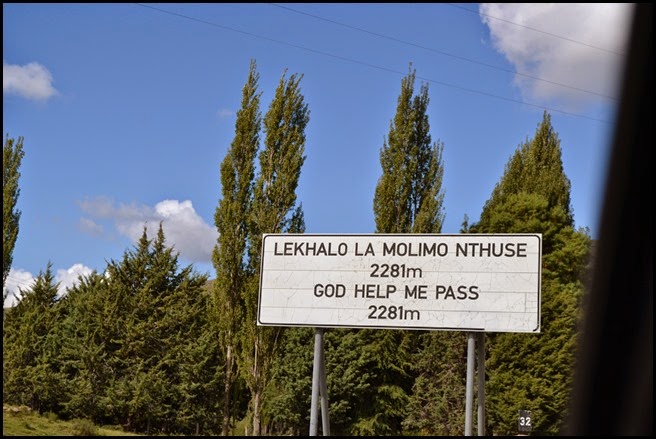 LEKHALO LA MOLIMO NTHUSE
2281m
GOD HELP ME PASS
2281m
32